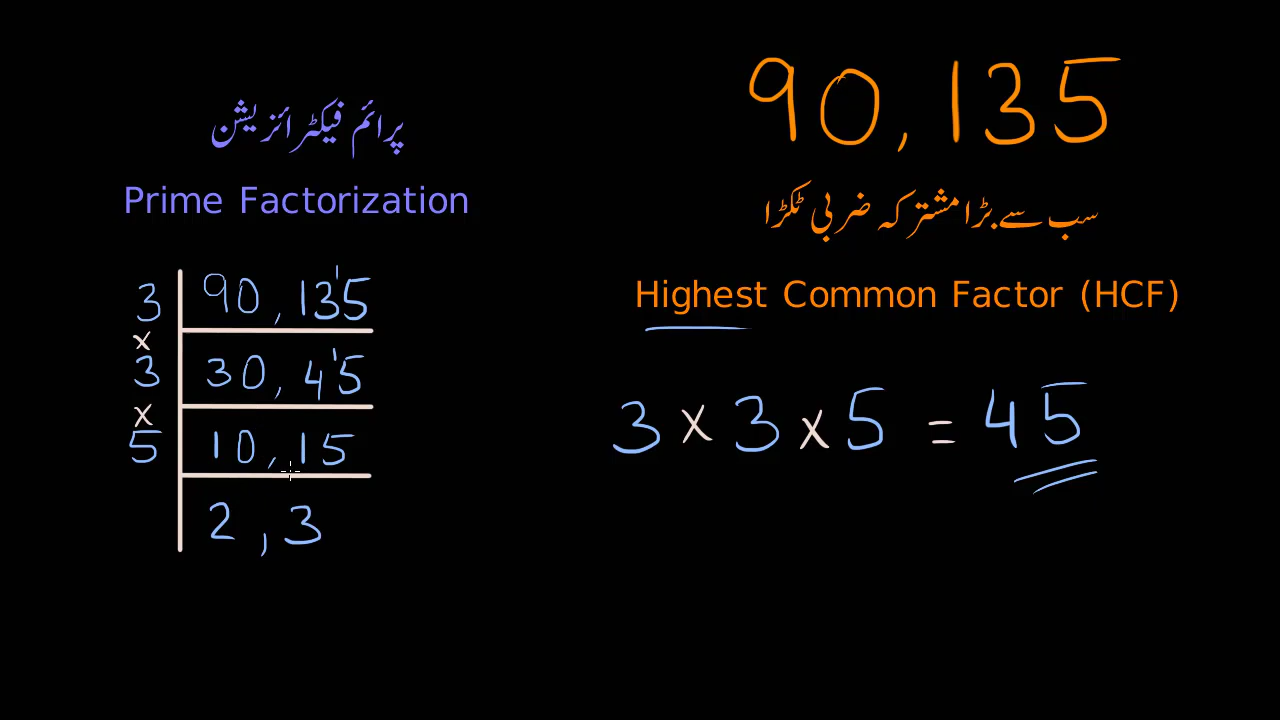 پرائم فیکٹرائزیشن
Prime Factorization
3 90, 135
x
3 30, 45
x
5 10, 15
2, 3
90, 135
سب سے بڑا مشترکہ ضربی ٹکڑا
Highest Common Factor (HCF)
3 x 3 x 5 = 45